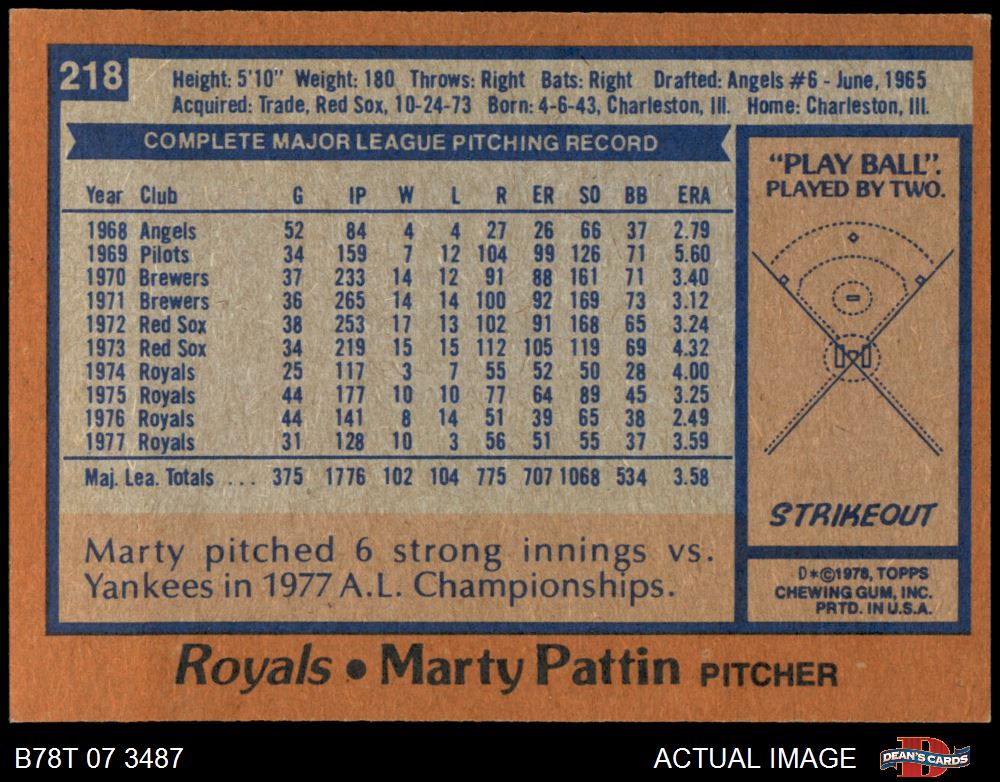 218
Height: 5'10" Weight: 180 Throws: Right Bats: Right Drafted: Angels #6 - June, 1965
Acquired: Trade, Red Sox, 10-24-73 Born: 4-6-43, Charleston, Ill. Home: Charleston, Ill.
COMPLETE MAJOR LEAGUE PITCHING RECORD
Year Club G IP W L R ER SO BB ERA
1968 Angels 52 84 4 4 27 26 66 37 2.79
1969 Pilots 34 159 7 12 104 99 126 71 5.60
1970 Brewers 37 233 14 12 91 88 161 71 3.40
1971 Brewers 36 265 14 14 100 92 169 73 3.12
1972 Red Sox 38 253 17 13 102 91 168 65 3.24
1973 Red Sox 34 219 15 15 112 105 119 69 4.32
1974 Royals 25 117 3 7 55 52 50 28 4.00
1975 Royals 44 177 10 10 77 64 89 45 3.25
1976 Royals 44 141 8 14 51 39 65 38 2.49
1977 Royals 31 128 10 3 56 51 55 37 3.59
Maj. Lea. Totals ... 375 1776 102 104 775 707 1068 534 3.58
Marty pitched 6 strong innings vs.
Yankees in 1977 A.L. Championships.
"PLAY BALL".
PLAYED BY TWO.
STRIKEOUT
D*©1978, TOPPS
CHEWING GUM, INC.
PRTD. IN U.S.A.
Royals • Marty Pattin PITCHER
B78T 07 3487
ACTUAL IMAGE
DEAN'S CARDS